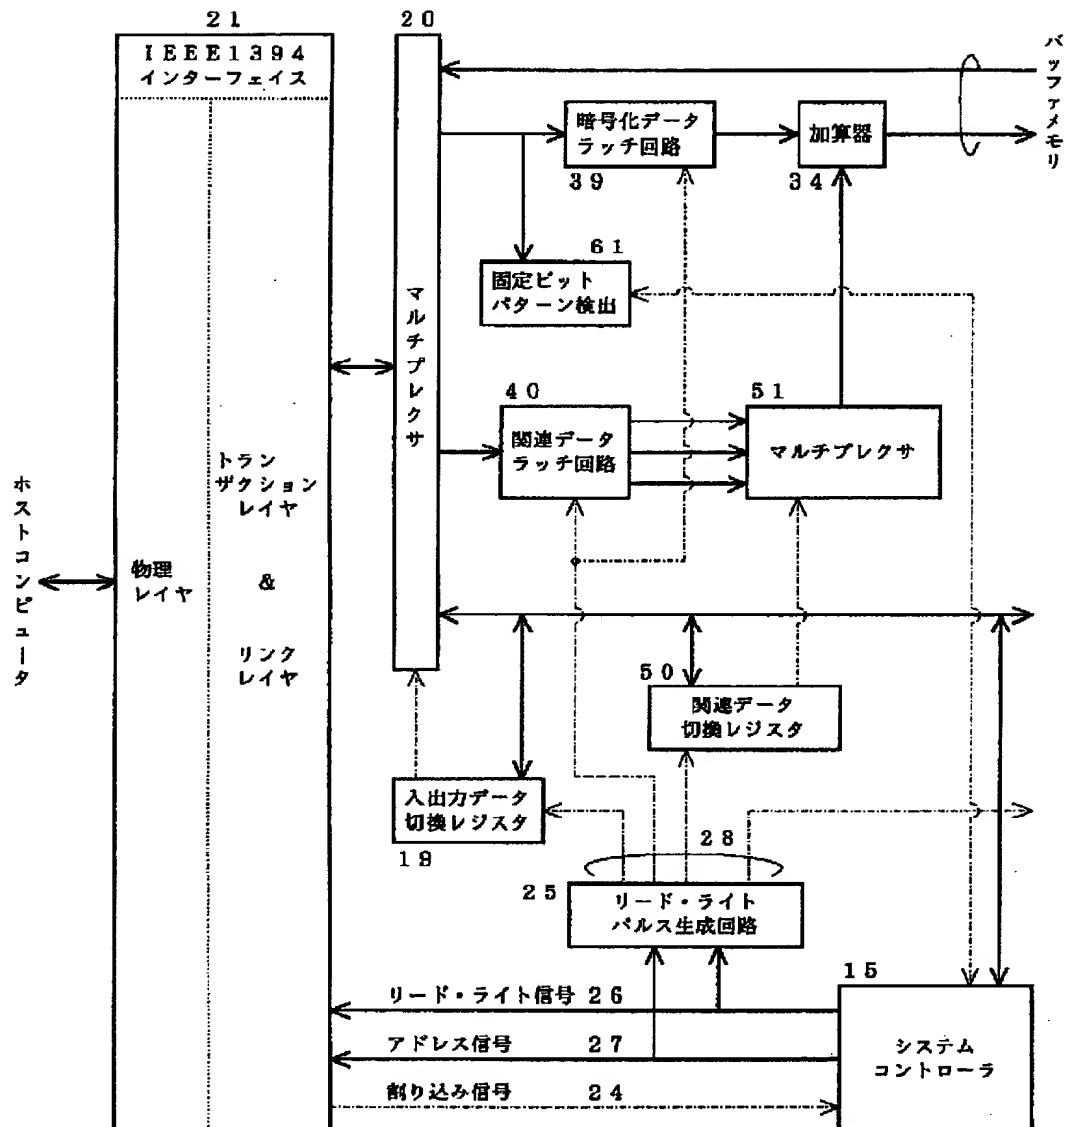 21
IEEE1394
インターフェイス
20
バッファメモリ
暗号化データ
ラッチ回路
39
加算器
34
61
固定ビット
パターン検出
マルチプレクサ
40
関連データ
ラッチ回路
51
マルチプレクサ
トラン
ザクション
レイヤ
&
リンク
レイヤ
物理
レイヤ
ホストコンピュータ
50
関連データ
切換レジスタ
入出力データ
切換レジスタ
19
28
25
リード・ライト
パルス生成回路
15
システム
コントローラ
リード・ライト信号 26
アドレス信号 27
割り込み信号 24